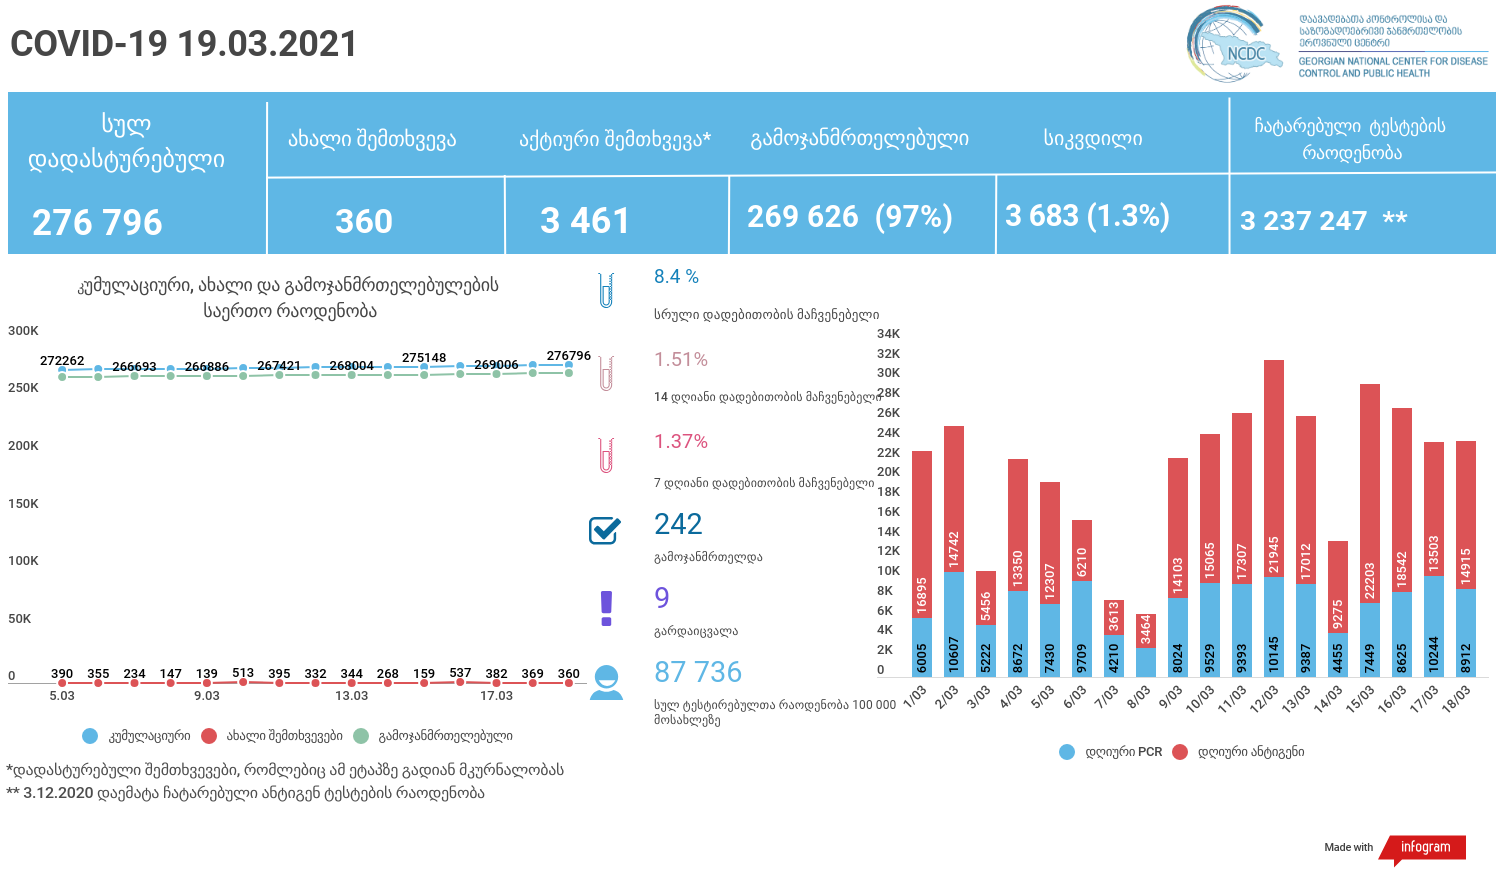 COVID-19 19.03.2021
დაავადებათა კონტროლისა და
საზოგადოებრივი ჯანმრთელობის
ეროვნული ცენტრი
NCDC
GEORGIAN NATIONAL CENTER FOR DISEASE
CONTROL AND PUBLIC HEALTH
სულ
დადასტურებული
276 796
ახალი შემთხვევა
360
აქტიური შემთხვევა*
3 461
გამოჯანმრთელებული
269 626 (97%)
სიკვდილი
3 683 (1.3%)
ჩატარებული ტესტების
რაოდენობა
3 237 247 **
კუმულაციური, ახალი და გამოჯანმრთელებულების
საერთო რაოდენობა
300K
250K
200K
150K
100K
50K
0
272262
266693
266886
267421
268004
275148
269006
276796
390 355 234 147 139 513 395 332 344 268 159 537 382 369 360
5.03 9.03 13.03 17.03
კუმულაციური ახალი შემთხვევები გამოჯანმრთელებული
*დადასტურებული შემთხვევები, რომლებიც ამ ეტაპზე გადიან მკურნალობას
** 3.12.2020 დაემატა ჩატარებული ანტიგენ ტესტების რაოდენობა
8.4 %
სრული დადებითობის მაჩვენებელი
1.51%
14 დღიანი დადებითობის მაჩვენებელი
1.37%
7 დღიანი დადებითობის მაჩვენებელი
242
გამოჯანმრთელდა
9
გარდაიცვალა
87 736
სულ ტესტირებულთა რაოდენობა 100 000
მოსახლეზე
34K
32K
30K
28K
26K
24K
22K
20K
18K
16K
14K
12K
10K
8K
6K
4K
2K
0
16895 14742 5456 13350 12307 6210 3613 3464 14103 15065 17307 21945 17012 9275 22203 18542 13503 14915
6005 10607 5222 8672 7430 9709 4210 8024 9529 9393 10145 9387 4455 7449 8625 10244 8912
1/03 2/03 3/03 4/03 5/03 6/03 7/03 8/03 9/03 10/03 11/03 12/03 13/03 14/03 15/03 16/03 17/03 18/03
დღიური PCR დღიური ანტიგენი
Made with infogram